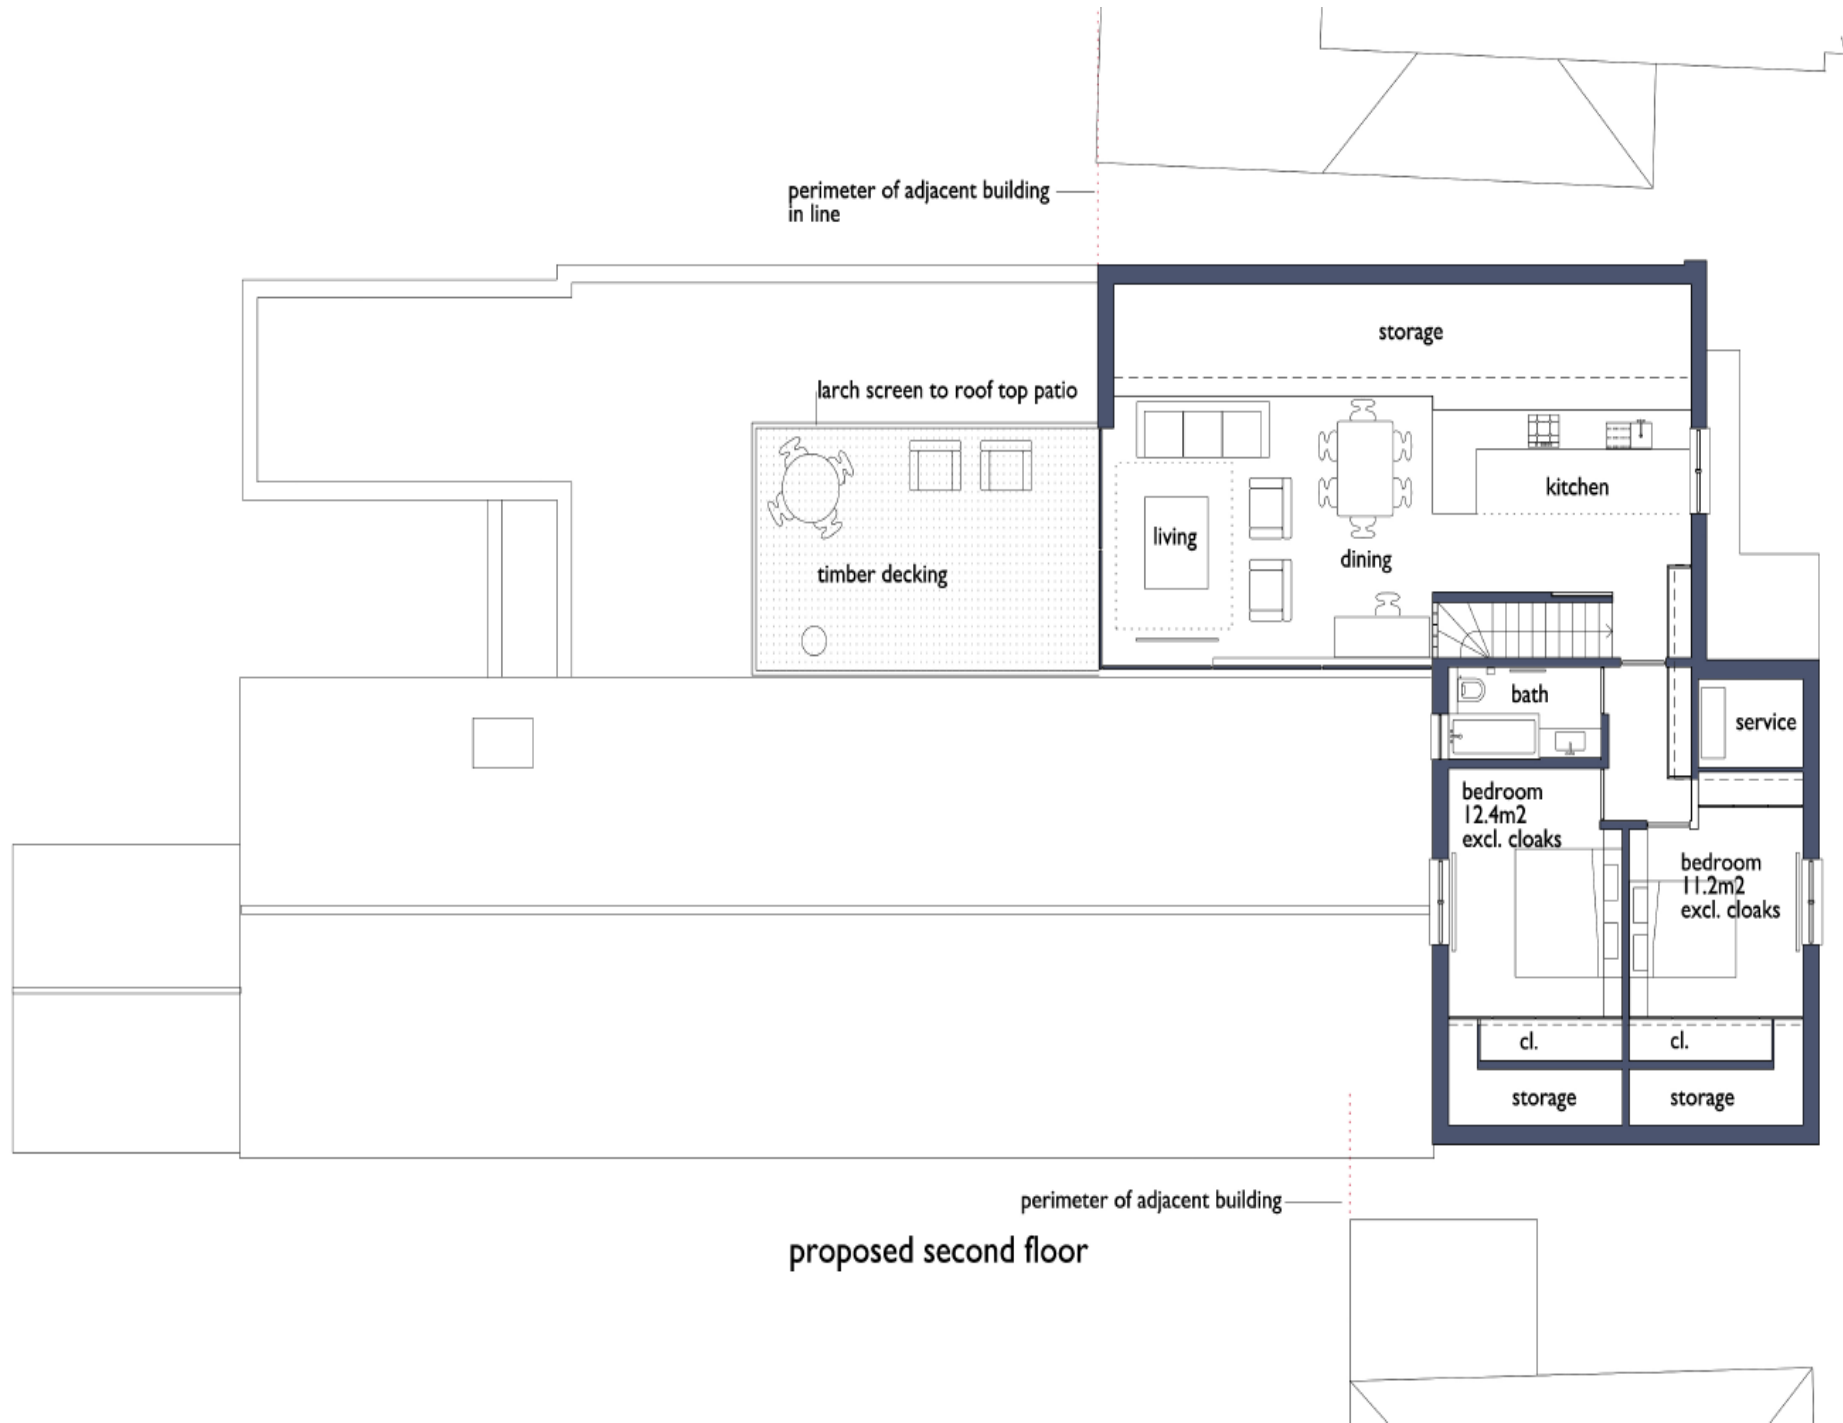 perimeter of adjacent building
in line
storage
larch screen to roof top patio
kitchen
living
dining
timber decking
bath
service
bedroom
12.4m2
excl. cloaks
bedroom
11.2m2
excl. cloaks
cl.
cl.
storage
storage
perimeter of adjacent building
proposed second floor